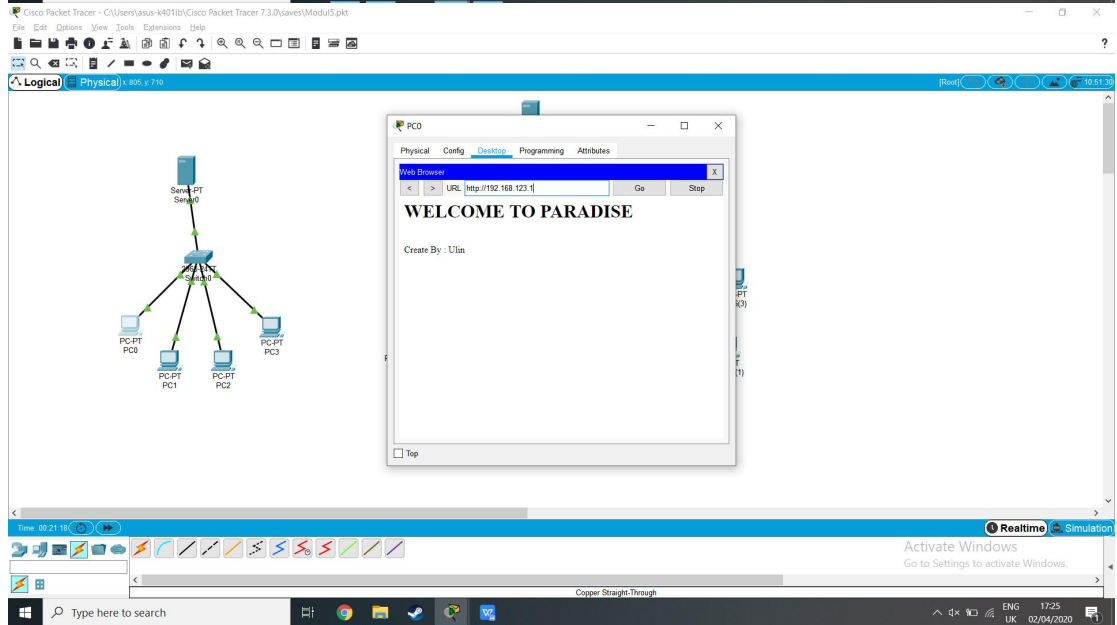 Cisco Packet Tracer - C:\Users\asus-k401lb\Cisco Packet Tracer 7.3.0\saves\Modul5.pkt
File Edit Options View Tools Extensions Help
?
Logical Physical x: 805, y: 710 [Root] 10:51:30
PC0
Physical Config Desktop Programming Attributes
Web Browser X
< > URL http://192.168.123.1 Go Stop
WELCOME TO PARADISE
Create By : Ulin
Top
Server-PT
Server0
2960-24TT
Switch0
PC-PT
PC0
PC-PT
PC1
PC-PT
PC2
PC-PT
PC3
(3)
(1)
Time: 00:21:18 Realtime Simulation
Activate Windows
Go to Settings to activate Windows.
Copper Straight-Through
Type here to search
ENG 17:25
UK 02/04/2020